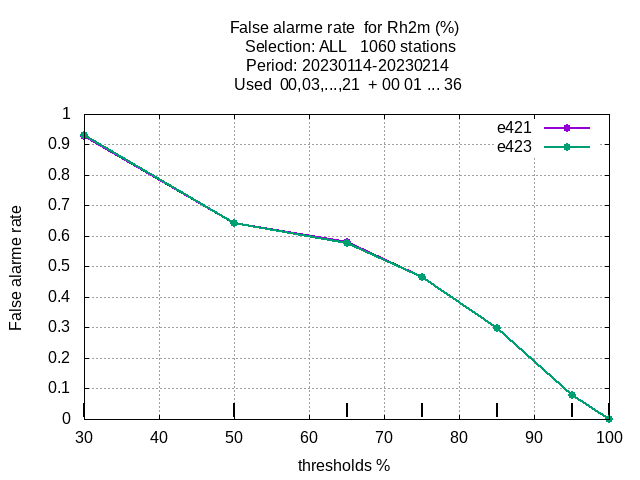 False alarme rate  for Rh2m (%)
Selection: ALL   1060 stations
Period: 20230114-20230214
Used  00,03,...,21  + 00 01 ... 36
e421
e423
False alarme rate
1
0.9
0.8
0.7
0.6
0.5
0.4
0.3
0.2
0.1
0
30 40 50 60 70 80 90 100
thresholds %